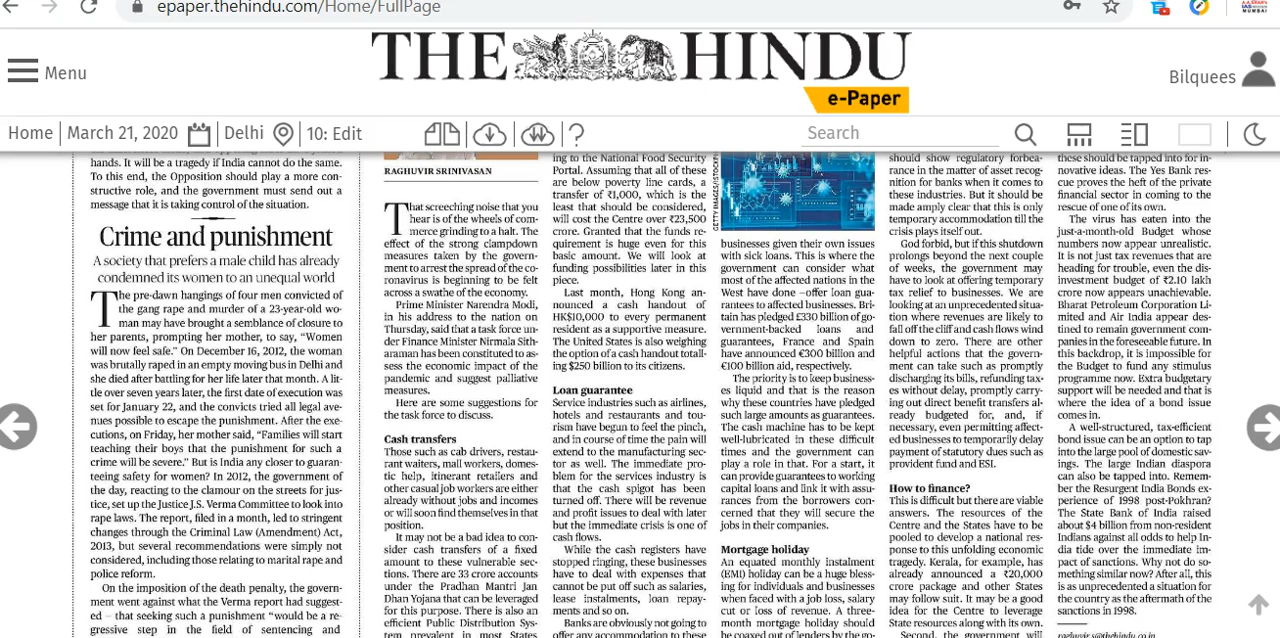 epaper.thehindu.com/Home/FullPage
Menu
THE HINDU
e-Paper
Bilquees
Home
March 21, 2020
Delhi
10: Edit
?
Search
hands. It will be a tragedy if India cannot do the same.
To this end, the Opposition should play a more con-
structive role, and the government must send out a
message that it is taking control of the situation.
Crime and punishment
A society that prefers a male child has already
condemned its women to an unequal world
The pre-dawn hangings of four men convicted of
the gang rape and murder of a 23-year-old wo-
man may have brought a semblance of closure to
her parents, prompting her mother, to say, “Women
will now feel safe.” On December 16, 2012, the woman
was brutally raped in an empty moving bus in Delhi and
she died after battling for her life later that month. A lit-
tle over seven years later, the first date of execution was
set for January 22, and the convicts tried all legal ave-
nues possible to escape the punishment. After the exe-
cutions, on Friday, her mother said, “Families will start
teaching their boys that the punishment for such a
crime will be severe.” But is India any closer to guaran-
teeing safety for women? In 2012, the government of
the day, reacting to the clamour on the streets for jus-
tice, set up the Justice J.S. Verma Committee to look into
rape laws. The report, filed in a month, led to stringent
changes through the Criminal Law (Amendment) Act,
2013, but several recommendations were simply not
considered, including those relating to marital rape and
police reform.
On the imposition of the death penalty, the govern-
ment went against what the Verma report had suggest-
ed – that seeking such a punishment “would be a re-
gressive step in the field of sentencing and
RAGHUVIR SRINIVASAN
That screeching noise that you
hear is of the wheels of com-
merce grinding to a halt. The
effect of the strong clampdown
measures taken by the govern-
ment to arrest the spread of the co-
ronavirus is beginning to be felt
across a swathe of the economy.
Prime Minister Narendra Modi,
in his address to the nation on
Thursday, said that a task force un-
der Finance Minister Nirmala Sith-
araman has been constituted to as-
sess the economic impact of the
pandemic and suggest palliative
measures.
Here are some suggestions for
the task force to discuss.
Cash transfers
Those such as cab drivers, restau-
rant waiters, mall workers, domes-
tic help, itinerant retailers and
other casual job workers are either
already without jobs and incomes
or will soon find themselves in that
position.
It may not be a bad idea to con-
sider cash transfers of a fixed
amount to these vulnerable sec-
tions. There are 33 crore accounts
under the Pradhan Mantri Jan
Dhan Yojana that can be leveraged
for this purpose. There is also an
efficient Public Distribution Sys-
tem prevalent in most States
ing to the National Food Security
Portal. Assuming that all of these
are below poverty line cards, a
transfer of ₹1,000, which is the
least that should be considered,
will cost the Centre over ₹23,500
crore. Granted that the funds re-
quirement is huge even for this
basic amount. We will look at
funding possibilities later in this
piece.
Last month, Hong Kong an-
nounced a cash handout of
HK$10,000 to every permanent
resident as a supportive measure.
The United States is also weighing
the option of a cash handout totall-
ing $250 billion to its citizens.
Loan guarantee
Service industries such as airlines,
hotels and restaurants and tou-
rism have begun to feel the pinch,
and in course of time the pain will
extend to the manufacturing sec-
tor as well. The immediate pro-
blem for the services industry is
that the cash spigot has been
turned off. There will be revenue
and profit issues to deal with later
but the immediate crisis is one of
cash flows.
While the cash registers have
stopped ringing, these businesses
have to deal with expenses that
cannot be put off such as salaries,
lease instalments, loan repay-
ments and so on.
Banks are obviously not going to
offer any accommodation to these
GETTY IMAGES/ISTOCKPH
businesses given their own issues
with sick loans. This is where the
government can consider what
most of the affected nations in the
West have done –offer loan gua-
rantees to affected businesses. Bri-
tain has pledged £330 billion of go-
vernment-backed loans and
guarantees, France and Spain
have announced €300 billion and
€100 billion aid, respectively.
The priority is to keep business-
es liquid and that is the reason
why these countries have pledged
such large amounts as guarantees.
The cash machine has to be kept
well-lubricated in these difficult
times and the government can
play a role in that. For a start, it
can provide guarantees to working
capital loans and link it with assu-
rances from the borrowers con-
cerned that they will secure the
jobs in their companies.
Mortgage holiday
An equated monthly instalment
(EMI) holiday can be a huge bless-
ing for individuals and businesses
when faced with a job loss, salary
cut or loss of revenue. A three-
month mortgage holiday should
be coaxed out of lenders by the go-
should show regulatory forbea-
rance in the matter of asset recog-
nition for banks when it comes to
these industries. But it should be
made amply clear that this is only
temporary accommodation till the
crisis plays itself out.
God forbid, but if this shutdown
prolongs beyond the next couple
of weeks, the government may
have to look at offering temporary
tax relief to businesses. We are
looking at an unprecedented situa-
tion where revenues are likely to
fall off the cliff and cash flows wind
down to zero. There are other
helpful actions that the govern-
ment can take such as promptly
discharging its bills, refunding tax-
es without delay, promptly carry-
ing out direct benefit transfers al-
ready budgeted for, and, if
necessary, even permitting affect-
ed businesses to temporarily delay
payment of statutory dues such as
provident fund and ESI.
How to finance?
This is difficult but there are viable
answers. The resources of the
Centre and the States have to be
pooled to develop a national res-
ponse to this unfolding economic
tragedy. Kerala, for example, has
already announced a ₹20,000
crore package and other States
may follow suit. It may be a good
idea for the Centre to leverage
State resources along with its own.
Second, the government will
these should be tapped into for in-
novative ideas. The Yes Bank res-
cue proves the heft of the private
financial sector in coming to the
rescue of one of its own.
The virus has eaten into the
just-a-month-old Budget whose
numbers now appear unrealistic.
It is not just tax revenues that are
heading for trouble, even the dis-
investment budget of ₹2.10 lakh
crore now appears unachievable.
Bharat Petroleum Corporation Li-
mited and Air India appear des-
tined to remain government com-
panies in the foreseeable future. In
this backdrop, it is impossible for
the Budget to fund any stimulus
programme now. Extra budgetary
support will be needed and that is
where the idea of a bond issue
comes in.
A well-structured, tax-efficient
bond issue can be an option to tap
into the large pool of domestic sav-
ings. The large Indian diaspora
can also be tapped into. Remem-
ber the Resurgent India Bonds ex-
perience of 1998 post-Pokhran?
The State Bank of India raised
about $4 billion from non-resident
Indians against all odds to help In-
dia tide over the immediate im-
pact of sanctions. Why not do so-
mething similar now? After all, this
is as unprecedented a situation for
the country as the aftermath of the
sanctions in 1998.
raghuvir.s@thehindu.co.in